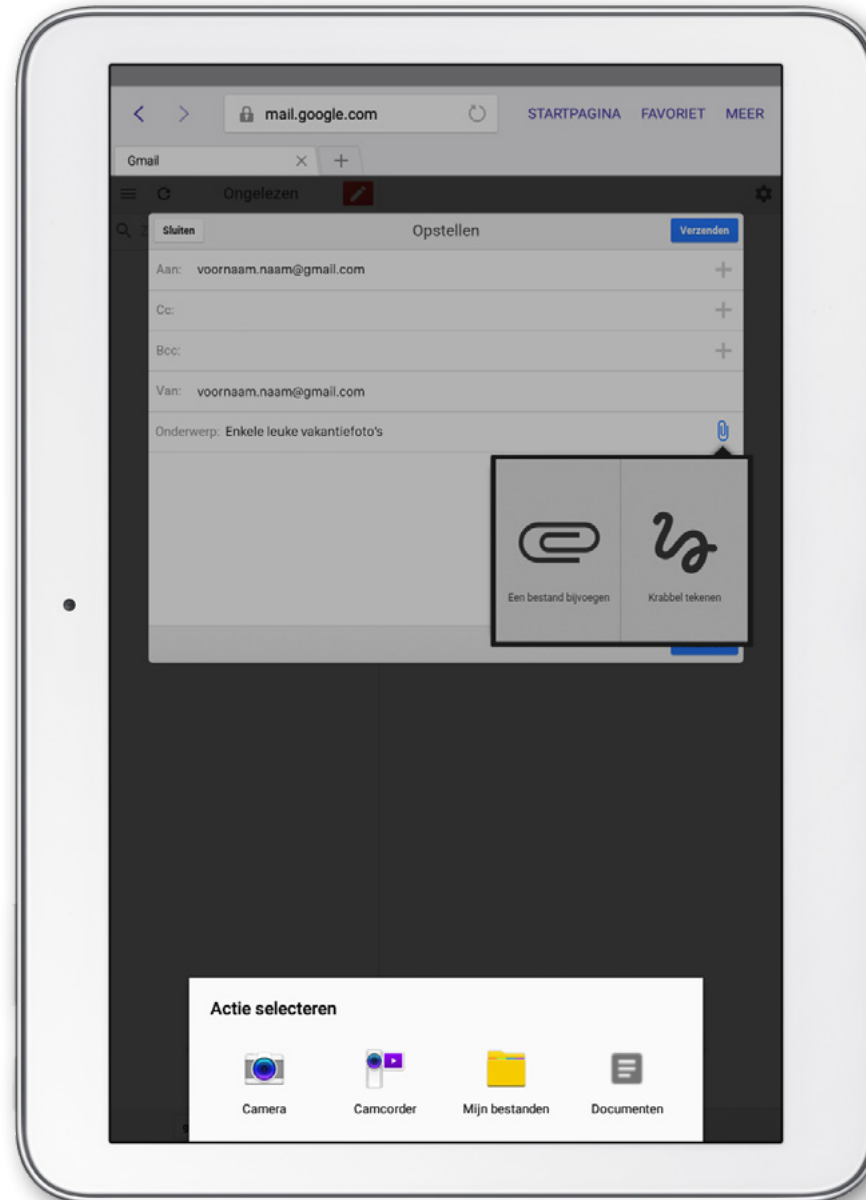 mail.google.com
STARTPAGINA FAVORIET MEER
Gmail
Ongelezen
Sluiten Opstellen Verzenden
Aan: voornaam.naam@gmail.com
Cc:
Bcc:
Van: voornaam.naam@gmail.com
Onderwerp: Enkele leuke vakantiefoto's
Een bestand bijvoegen Krabbel tekenen
Actie selecteren
Camera Camcorder Mijn bestanden Documenten